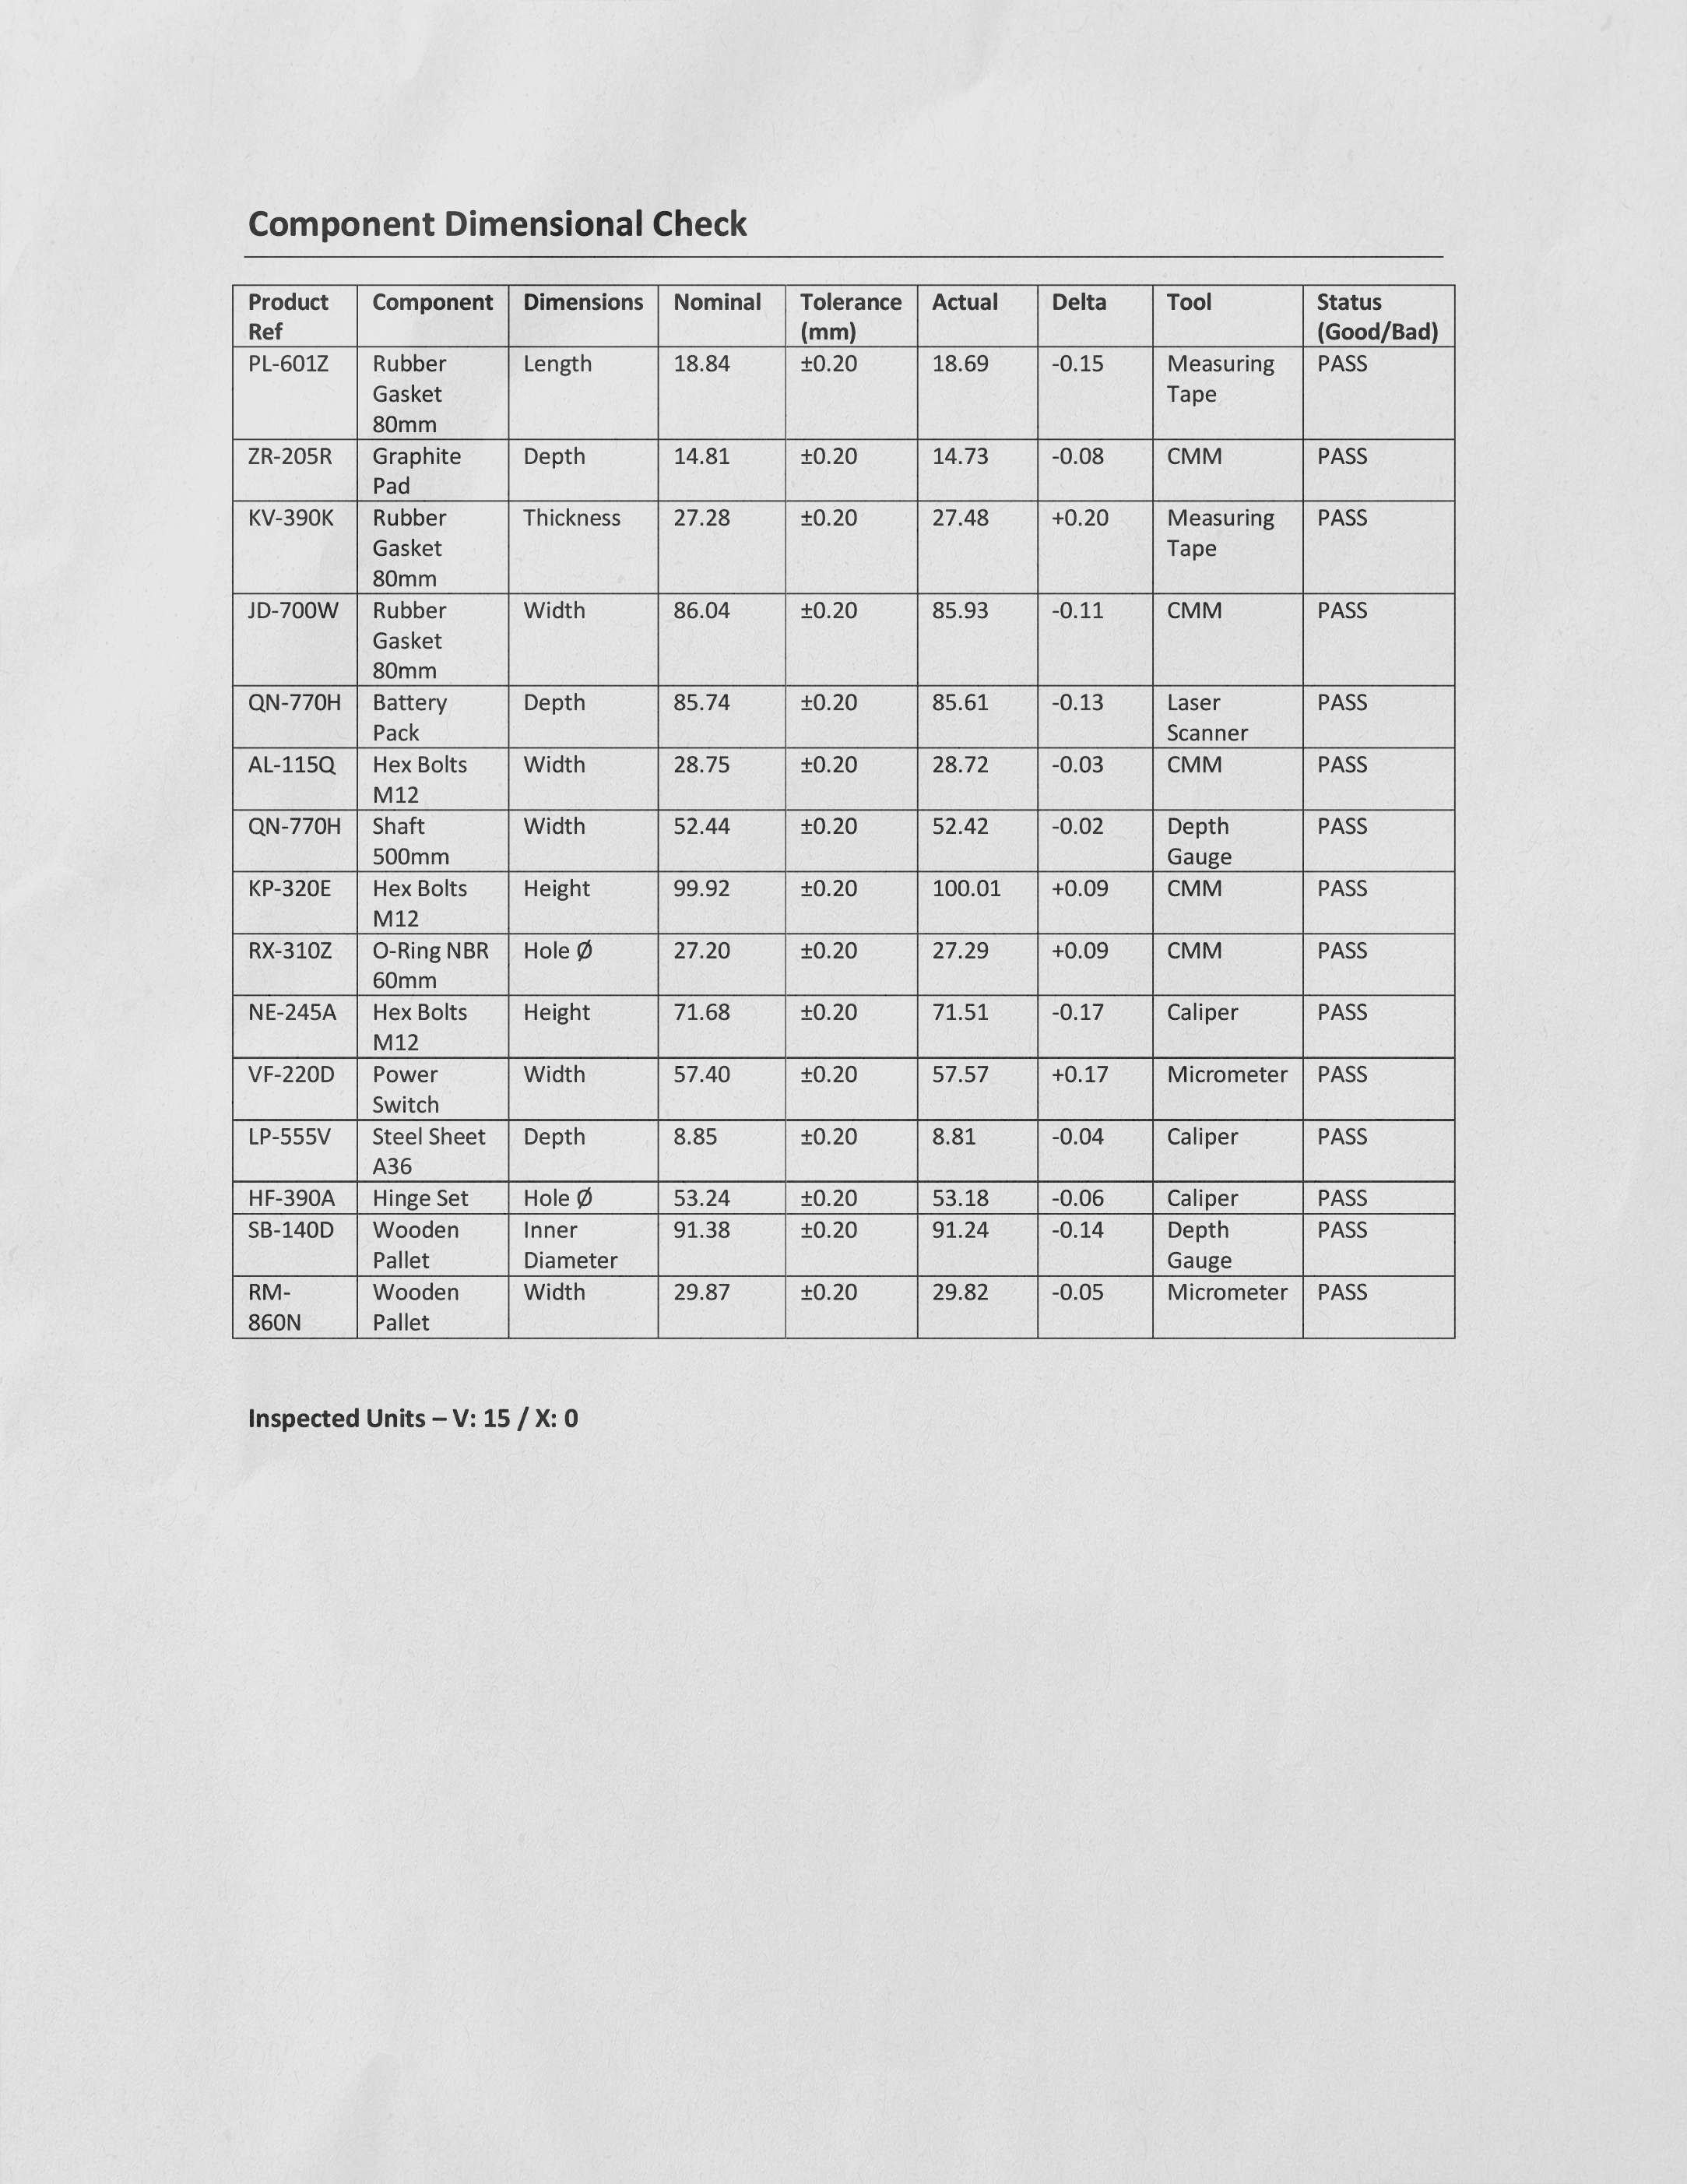 Component Dimensional Check
Product Ref Component Dimensions Nominal Tolerance (mm) Actual Delta Tool Status (Good/Bad)
PL-601Z Rubber Gasket 80mm Length 18.84 ±0.20 18.69 -0.15 Measuring Tape PASS
ZR-205R Graphite Pad Depth 14.81 ±0.20 14.73 -0.08 CMM PASS
KV-390K Rubber Gasket 80mm Thickness 27.28 ±0.20 27.48 +0.20 Measuring Tape PASS
JD-700W Rubber Gasket 80mm Width 86.04 ±0.20 85.93 -0.11 CMM PASS
QN-770H Battery Pack Depth 85.74 ±0.20 85.61 -0.13 Laser Scanner PASS
AL-115Q Hex Bolts M12 Width 28.75 ±0.20 28.72 -0.03 CMM PASS
QN-770H Shaft 500mm Width 52.44 ±0.20 52.42 -0.02 Depth Gauge PASS
KP-320E Hex Bolts M12 Height 99.92 ±0.20 100.01 +0.09 CMM PASS
RX-310Z O-Ring NBR 60mm Hole Ø 27.20 ±0.20 27.29 +0.09 CMM PASS
NE-245A Hex Bolts M12 Height 71.68 ±0.20 71.51 -0.17 Caliper PASS
VF-220D Power Switch Width 57.40 ±0.20 57.57 +0.17 Micrometer PASS
LP-555V Steel Sheet A36 Depth 8.85 ±0.20 8.81 -0.04 Caliper PASS
HF-390A Hinge Set Hole Ø 53.24 ±0.20 53.18 -0.06 Caliper PASS
SB-140D Wooden Pallet Inner Diameter 91.38 ±0.20 91.24 -0.14 Depth Gauge PASS
RM-860N Wooden Pallet Width 29.87 ±0.20 29.82 -0.05 Micrometer PASS
Inspected Units – V: 15 / X: 0